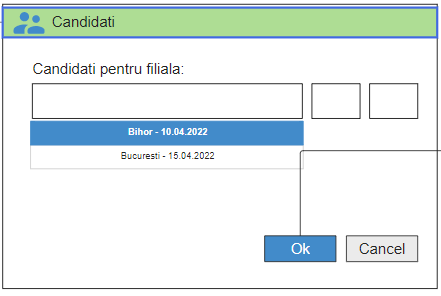 Candidati
Candidati pentru filiala:
Bihor - 10.04.2022
Bucuresti - 15.04.2022
Ok
Cancel